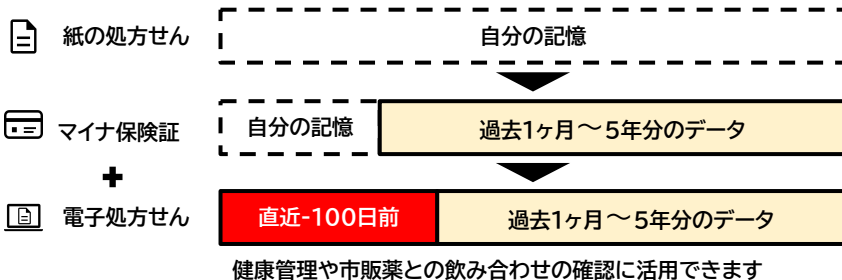 紙の処方せん
自分の記憶
マイナ保険証
自分の記憶
過去1ヶ月～5年分のデータ
+
電子処方せん
直近-100日前
過去1ヶ月～5年分のデータ
健康管理や市販薬との飲み合わせの確認に活用できます